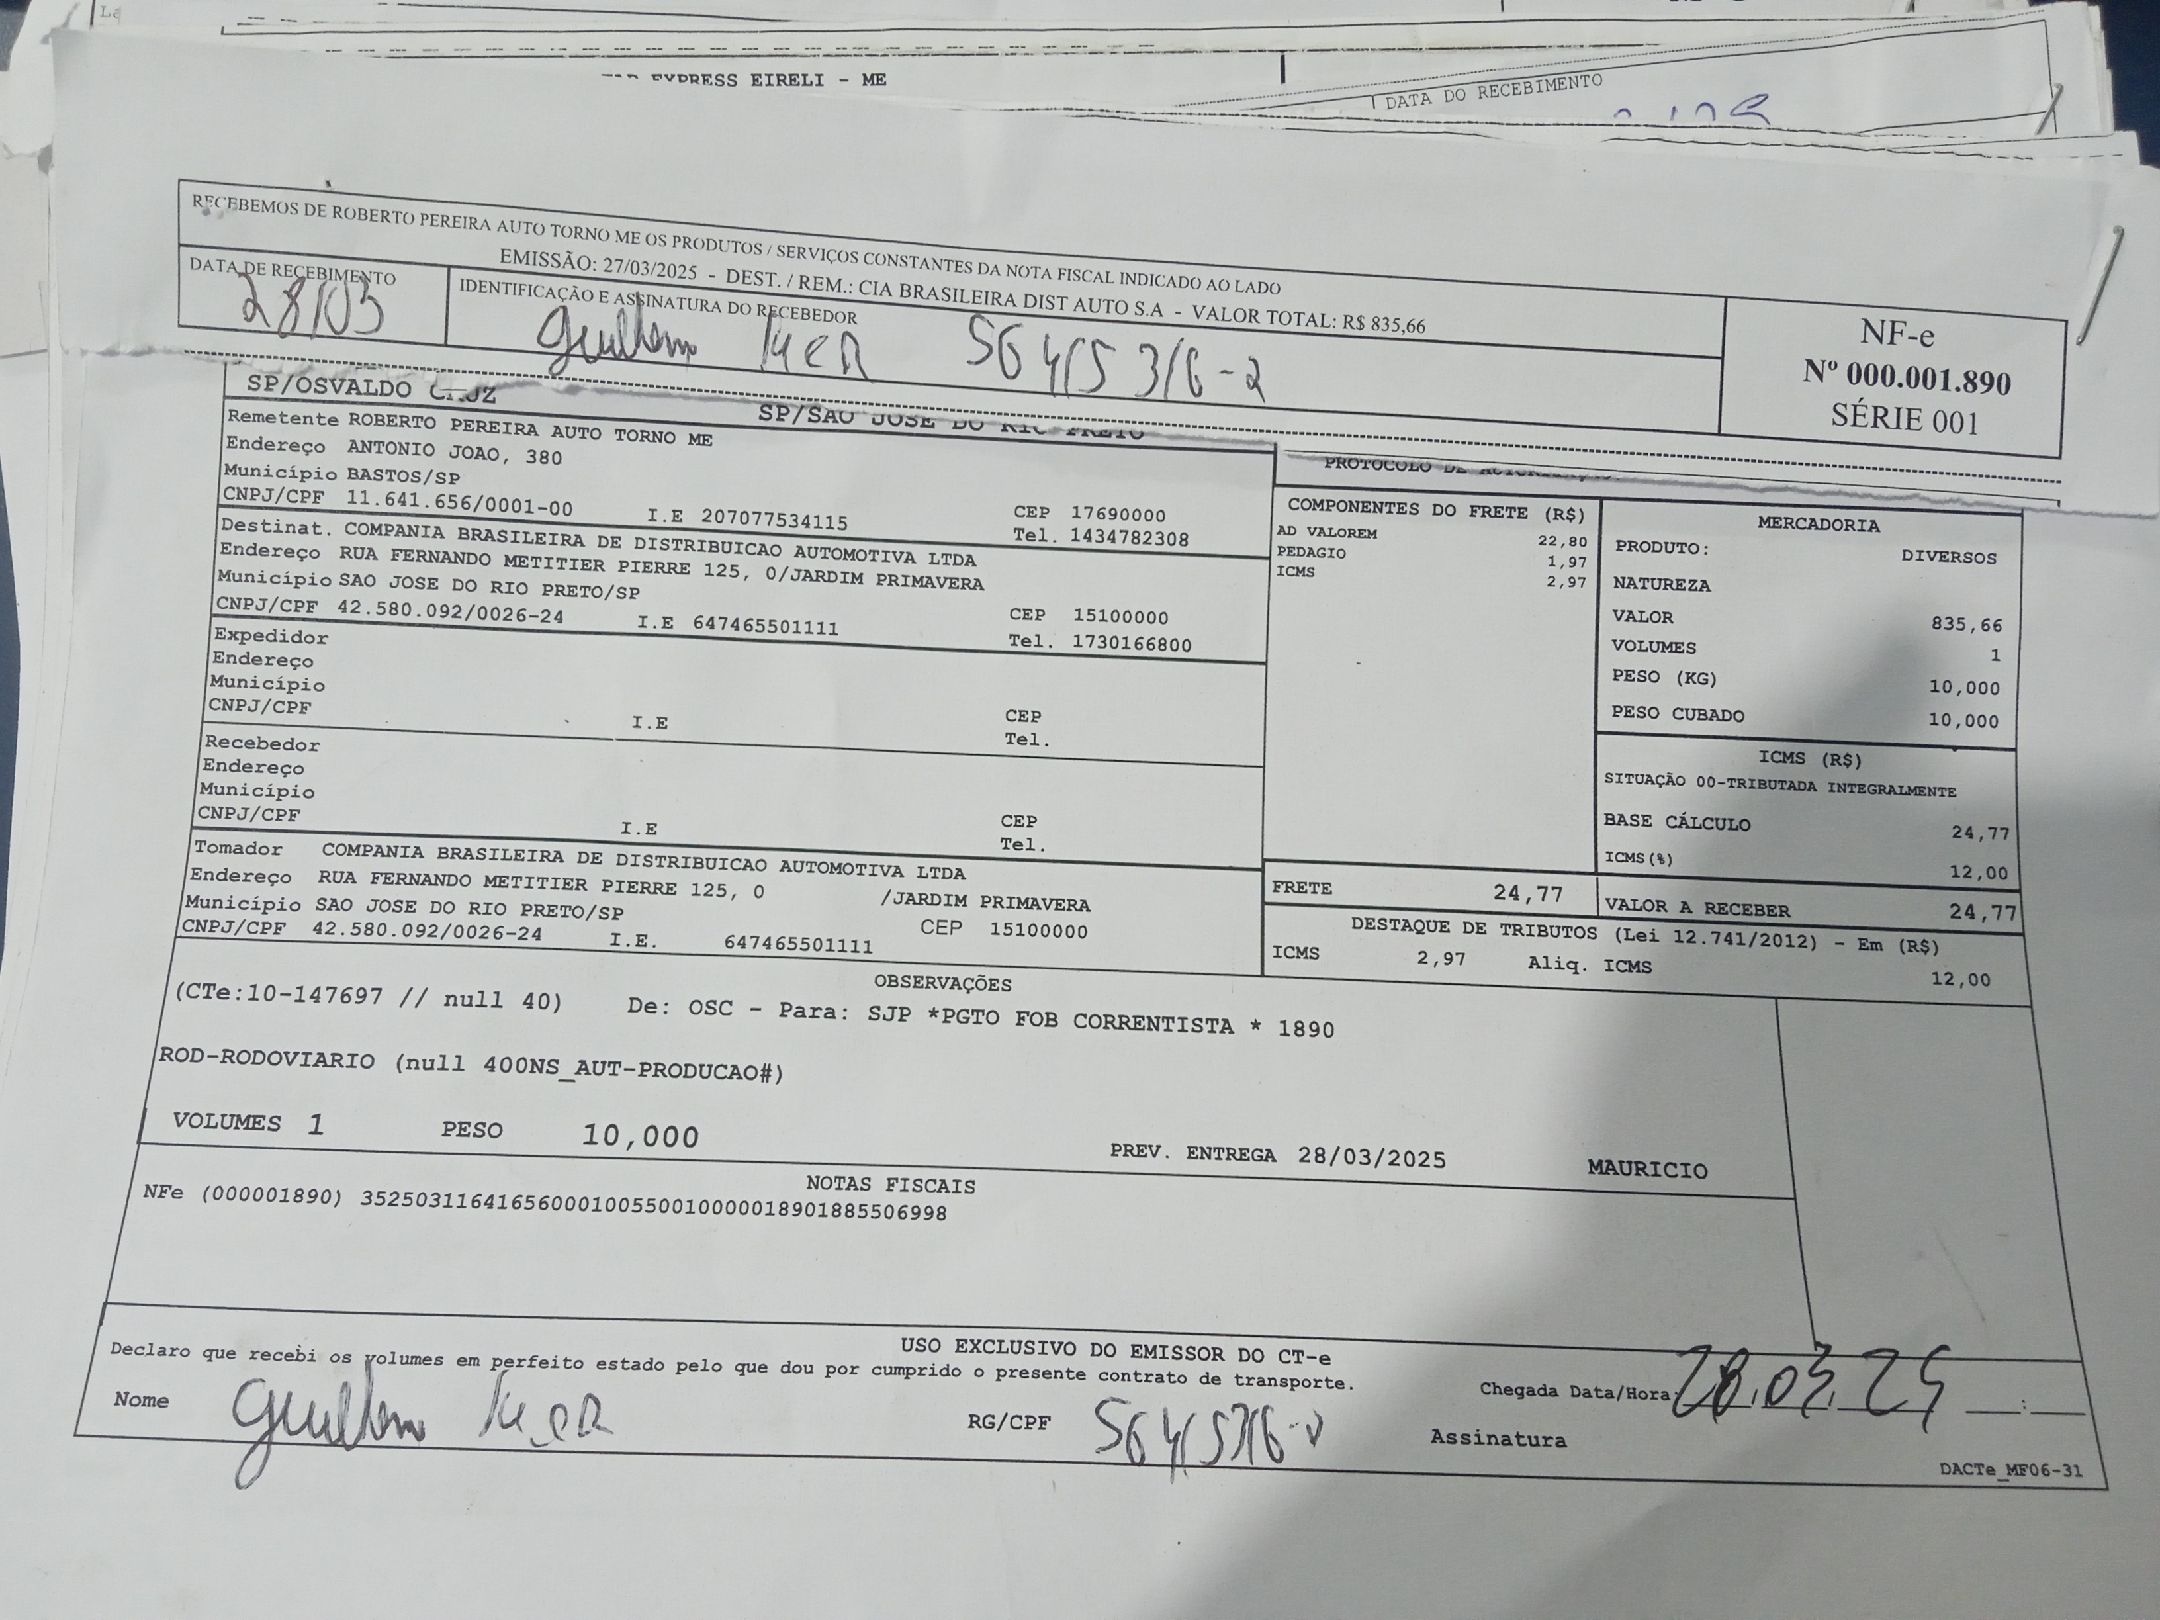 EXPRESS EIRELI - ME
DATA DO RECEBIMENTO
RECEBEMOS DE ROBERTO PEREIRA AUTO TORNO ME OS PRODUTOS / SERVIÇOS CONSTANTES DA NOTA FISCAL INDICADO AO LADO
EMISSÃO: 27/03/2025 - DEST. / REM.: CIA BRASILEIRA DIST AUTO S.A - VALOR TOTAL: R$ 835,66
DATA DE RECEBIMENTO
28/03
IDENTIFICAÇÃO E ASSINATURA DO RECEBEDOR
NF-e
Nº 000.001.890
SÉRIE 001
SP/OSVALDO CRUZ
SP/SAO JOSE DO RIO PRETO
Remetente ROBERTO PEREIRA AUTO TORNO ME
Endereço ANTONIO JOAO, 380
Município BASTOS/SP
CNPJ/CPF 11.641.656/0001-00 I.E 207077534115
CEP 17690000
Tel. 1434782308
Destinat. COMPANIA BRASILEIRA DE DISTRIBUICAO AUTOMOTIVA LTDA
Endereço RUA FERNANDO METITIER PIERRE 125, 0/JARDIM PRIMAVERA
Município SAO JOSE DO RIO PRETO/SP
CNPJ/CPF 42.580.092/0026-24 I.E 647465501111
CEP 15100000
Tel. 1730166800
Expedidor
Endereço
Município
CNPJ/CPF I.E
CEP
Tel.
Recebedor
Endereço
Município
CNPJ/CPF I.E
CEP
Tel.
Tomador COMPANIA BRASILEIRA DE DISTRIBUICAO AUTOMOTIVA LTDA
Endereço RUA FERNANDO METITIER PIERRE 125, 0 /JARDIM PRIMAVERA
Município SAO JOSE DO RIO PRETO/SP
CNPJ/CPF 42.580.092/0026-24 I.E. 647465501111 CEP 15100000
PROTOCOLO DE
COMPONENTES DO FRETE (R$)
AD VALOREM 22,80
PEDAGIO 1,97
ICMS 2,97
MERCADORIA
PRODUTO: DIVERSOS
NATUREZA
VALOR 835,66
VOLUMES 1
PESO (KG) 10,000
PESO CUBADO 10,000
ICMS (R$)
SITUAÇÃO 00-TRIBUTADA INTEGRALMENTE
BASE CÁLCULO 24,77
ICMS(%) 12,00
FRETE 24,77
VALOR A RECEBER 24,77
DESTAQUE DE TRIBUTOS (Lei 12.741/2012) - Em (R$)
ICMS 2,97 Aliq. ICMS 12,00
OBSERVAÇÕES
(CTe:10-147697 // null 40) De: OSC - Para: SJP *PGTO FOB CORRENTISTA * 1890
ROD-RODOVIARIO (null 400NS_AUT-PRODUCAO#)
VOLUMES 1 PESO 10,000
PREV. ENTREGA 28/03/2025 MAURICIO
NOTAS FISCAIS
NFe (000001890) 35250311641656000100550010000018901885506998
USO EXCLUSIVO DO EMISSOR DO CT-e
Declaro que recebi os volumes em perfeito estado pelo que dou por cumprido o presente contrato de transporte.
Nome
RG/CPF
Chegada Data/Hora 28.03.25 __:__
Assinatura
DACTe_MF06-31